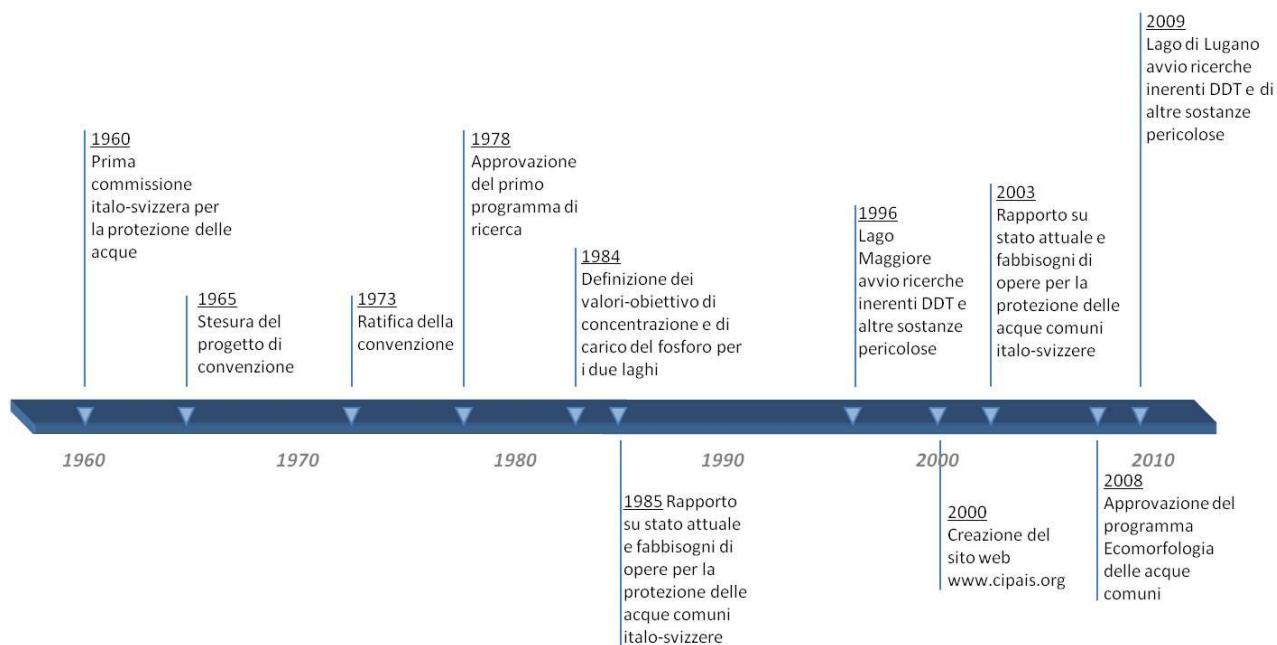 1960
Prima
commissione
italo-svizzera per
la protezione delle
acque
1965
Stesura del
progetto di
convenzione
1973
Ratifica della
convenzione
1978
Approvazione
del primo
programma di
ricerca
1984
Definizione dei
valori-obiettivo di
concentrazione e di
carico del fosforo per
i due laghi
1996
Lago
Maggiore
avvio ricerche
inerenti DDT e
altre sostanze
pericolose
2003
Rapporto su
stato attuale e
fabbisogni di
opere per la
protezione delle
acque comuni
italo-svizzere
2009
Lago di Lugano
avvio ricerche
inerenti DDT e di
altre sostanze
pericolose
1960 1970 1980 1990 2000 2010
1985 Rapporto
su stato attuale
e fabbisogni di
opere per la
protezione delle
acque comuni
italo-svizzere
2000
Creazione del
sito web
www.cipais.org
2008
Approvazione del
programma
Ecomorfologia
delle acque
comuni